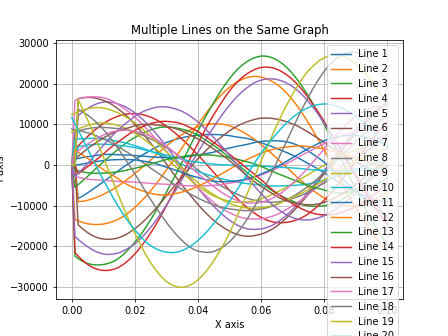 Multiple Lines on the Same Graph
30000
20000
10000
0
−10000
−20000
−30000
0.00
0.02
0.04
0.06
0.08
X axis
Line 1
Line 2
Line 3
Line 4
Line 5
Line 6
Line 7
Line 8
Line 9
Line 10
Line 11
Line 12
Line 13
Line 14
Line 15
Line 16
Line 17
Line 18
Line 19
Line 20